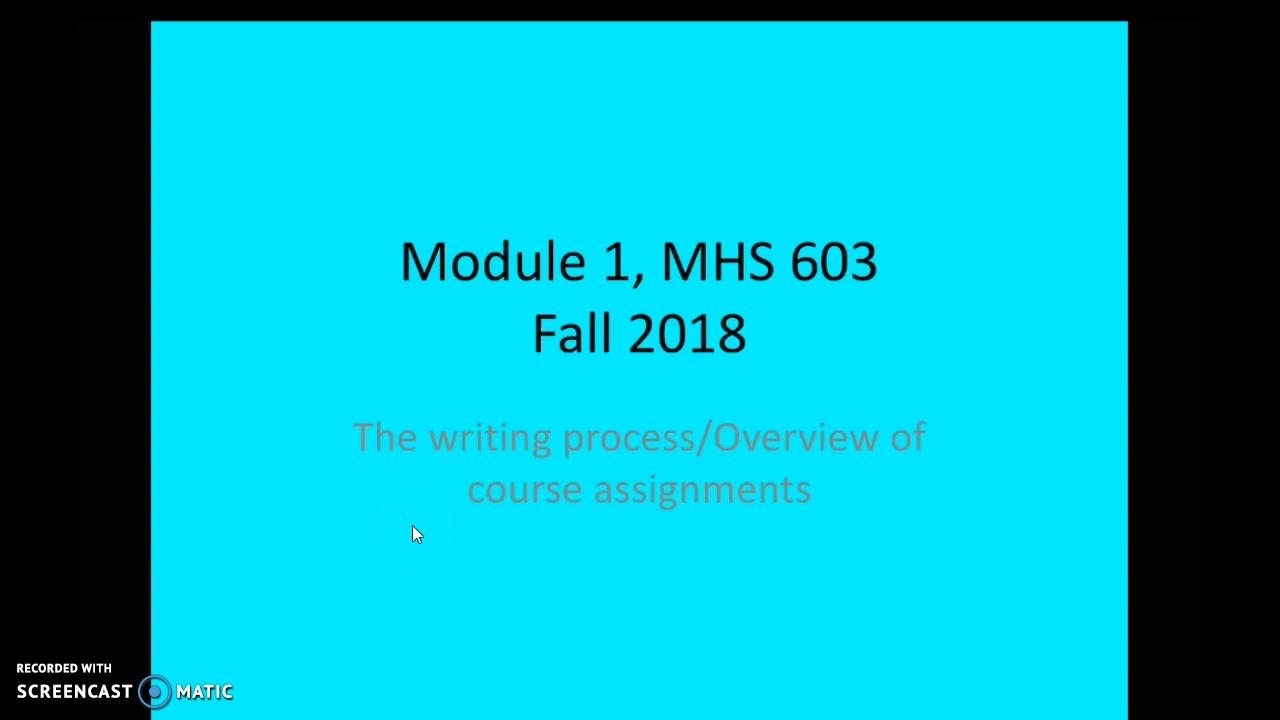 Module 1, MHS 603
Fall 2018
The writing process/Overview of
course assignments
RECORDED WITH
SCREENCAST MATIC